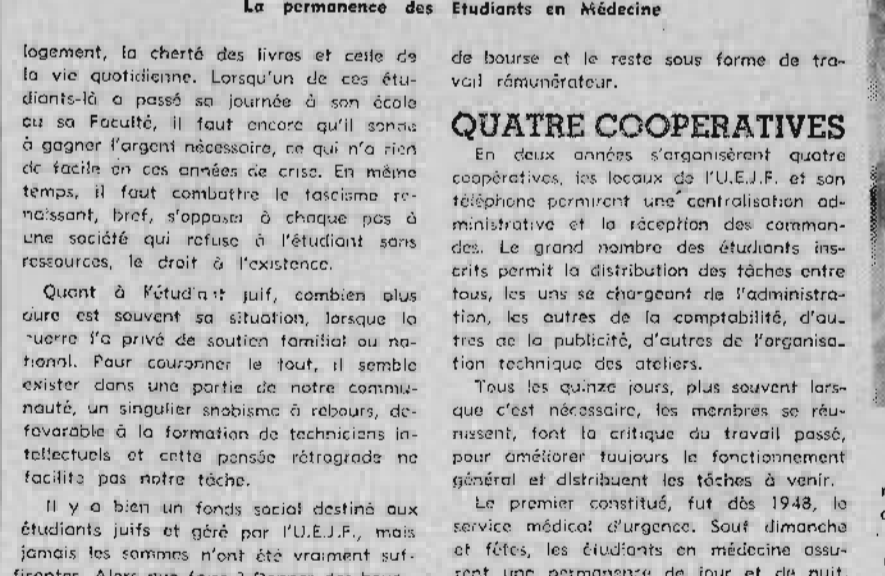 La permanence des Etudiants en Médecine
logement, la cherté des livres et celle de
la vie quotidienne. Lorsqu'un de ces étu-
diants-là a passé sa journée à son école
ou sa Faculté, il faut encore qu'il songe
à gagner l'argent nécessaire, ce qui n'a rien
de facile en ces années de crise. En même
temps, il faut combattre le fascisme re-
naissant, bref, s'opposer à chaque pas à
une société qui refuse à l'étudiant sans
ressources, le droit à l'existence.
Quant à l'étudiant juif, combien plus
dure est souvent sa situation, lorsque la
guerre l'a privé de soutien familial ou na-
tional. Pour couronner le tout, il semble
exister dans une partie de notre commu-
nauté, un singulier snobisme à rebours, dé-
favorable à la formation de techniciens in-
tellectuels et cette pensée rétrograde ne
facilite pas notre tâche.
Il y a bien un fonds social destiné aux
étudiants juifs et géré par l'U.E.J.F., mais
jamais les sommes n'ont été vraiment suf-
de bourse et le reste sous forme de tra-
vail rémunérateur.
QUATRE COOPERATIVES
En deux années s'organisèrent quatre
coopératives, les locaux de l'U.E.J.F. et son
téléphone permirent une centralisation ad-
ministrative et la réception des comman-
des. Le grand nombre des étudiants ins-
crits permit la distribution des tâches entre
tous, les uns se chargeant de l'administra-
tion, les autres de la comptabilité, d'au-
tres de la publicité, d'autres de l'organisa-
tion technique des ateliers.
Tous les quinze jours, plus souvent lors-
que c'est nécessaire, les membres se réu-
nissent, font la critique du travail passé,
pour améliorer toujours le fonctionnement
général et distribuent les tâches à venir.
Le premier constitué, fut dès 1948, le
service médical d'urgence. Sauf dimanche
et fêtes, les étudiants en médecine assu-
rent une permanence de jour et de nuit